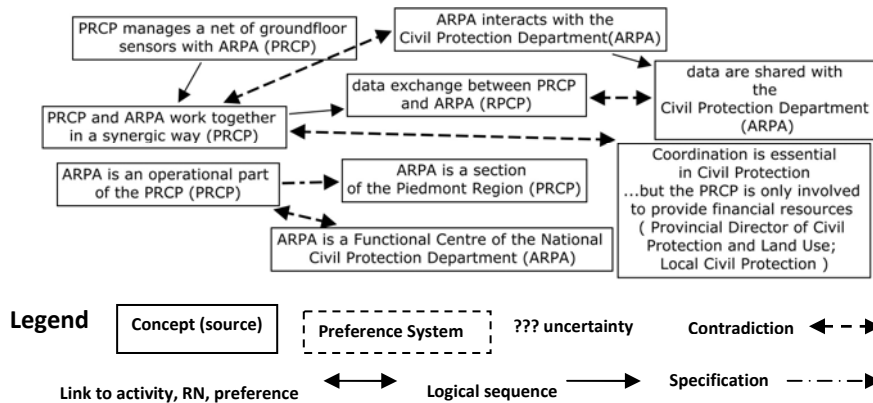 PRCP manages a net of groundfloor
sensors with ARPA (PRCP)
ARPA interacts with the
Civil Protection Department(ARPA)
data exchange between PRCP
and ARPA (RPCP)
data are shared with
the
Civil Protection Department
(ARPA)
PRCP and ARPA work together
in a synergic way (PRCP)
ARPA is an operational part
of the PRCP (PRCP)
ARPA is a section
of the Piedmont Region (PRCP)
Coordination is essential
in Civil Protection
...but the PRCP is only involved
to provide financial resources
( Provincial Director of Civil
Protection and Land Use;
Local Civil Protection )
ARPA is a Functional Centre of the National
Civil Protection Department (ARPA)
Legend
Concept (source)
Preference System
??? uncertainty
Contradiction
Link to activity, RN, preference
Logical sequence
Specification